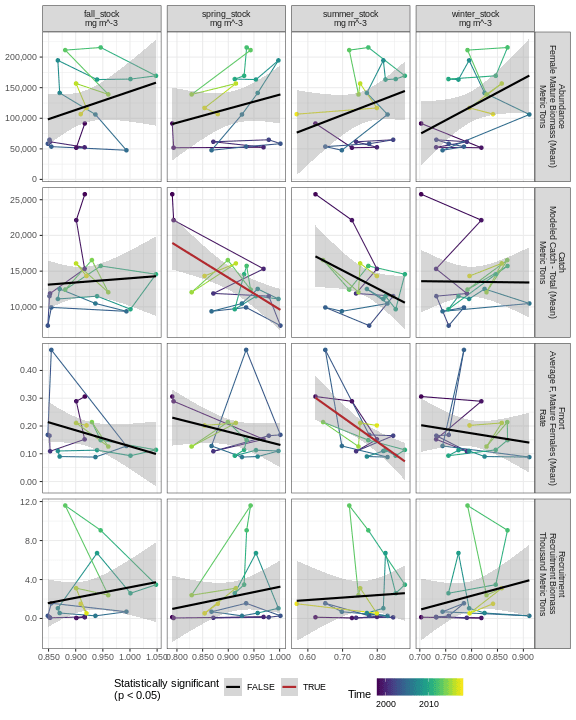 fall_stock
mg m^-3
spring_stock
mg m^-3
summer_stock
mg m^-3
winter_stock
mg m^-3
200,000
150,000
100,000
50,000
0
Abundance
Female Mature Biomass (Mean)
Metric Tons
25,000
20,000
15,000
10,000
Catch
Modeled Catch - Total (Mean)
Metric Tons
0.40
0.30
0.20
0.10
0.00
Fmort
Average F, Mature Females (Mean)
Rate
12.0
8.0
4.0
0.0
Recruitment
Recruitment Biomass
Thousand Metric Tons
0.850 0.900 0.950 1.000 1.050
0.800 0.850 0.900 0.950 1.000
0.60 0.70 0.80
0.700 0.750 0.800 0.850 0.900
Statistically significant
(p < 0.05)
FALSE
TRUE
Time
2000 2010